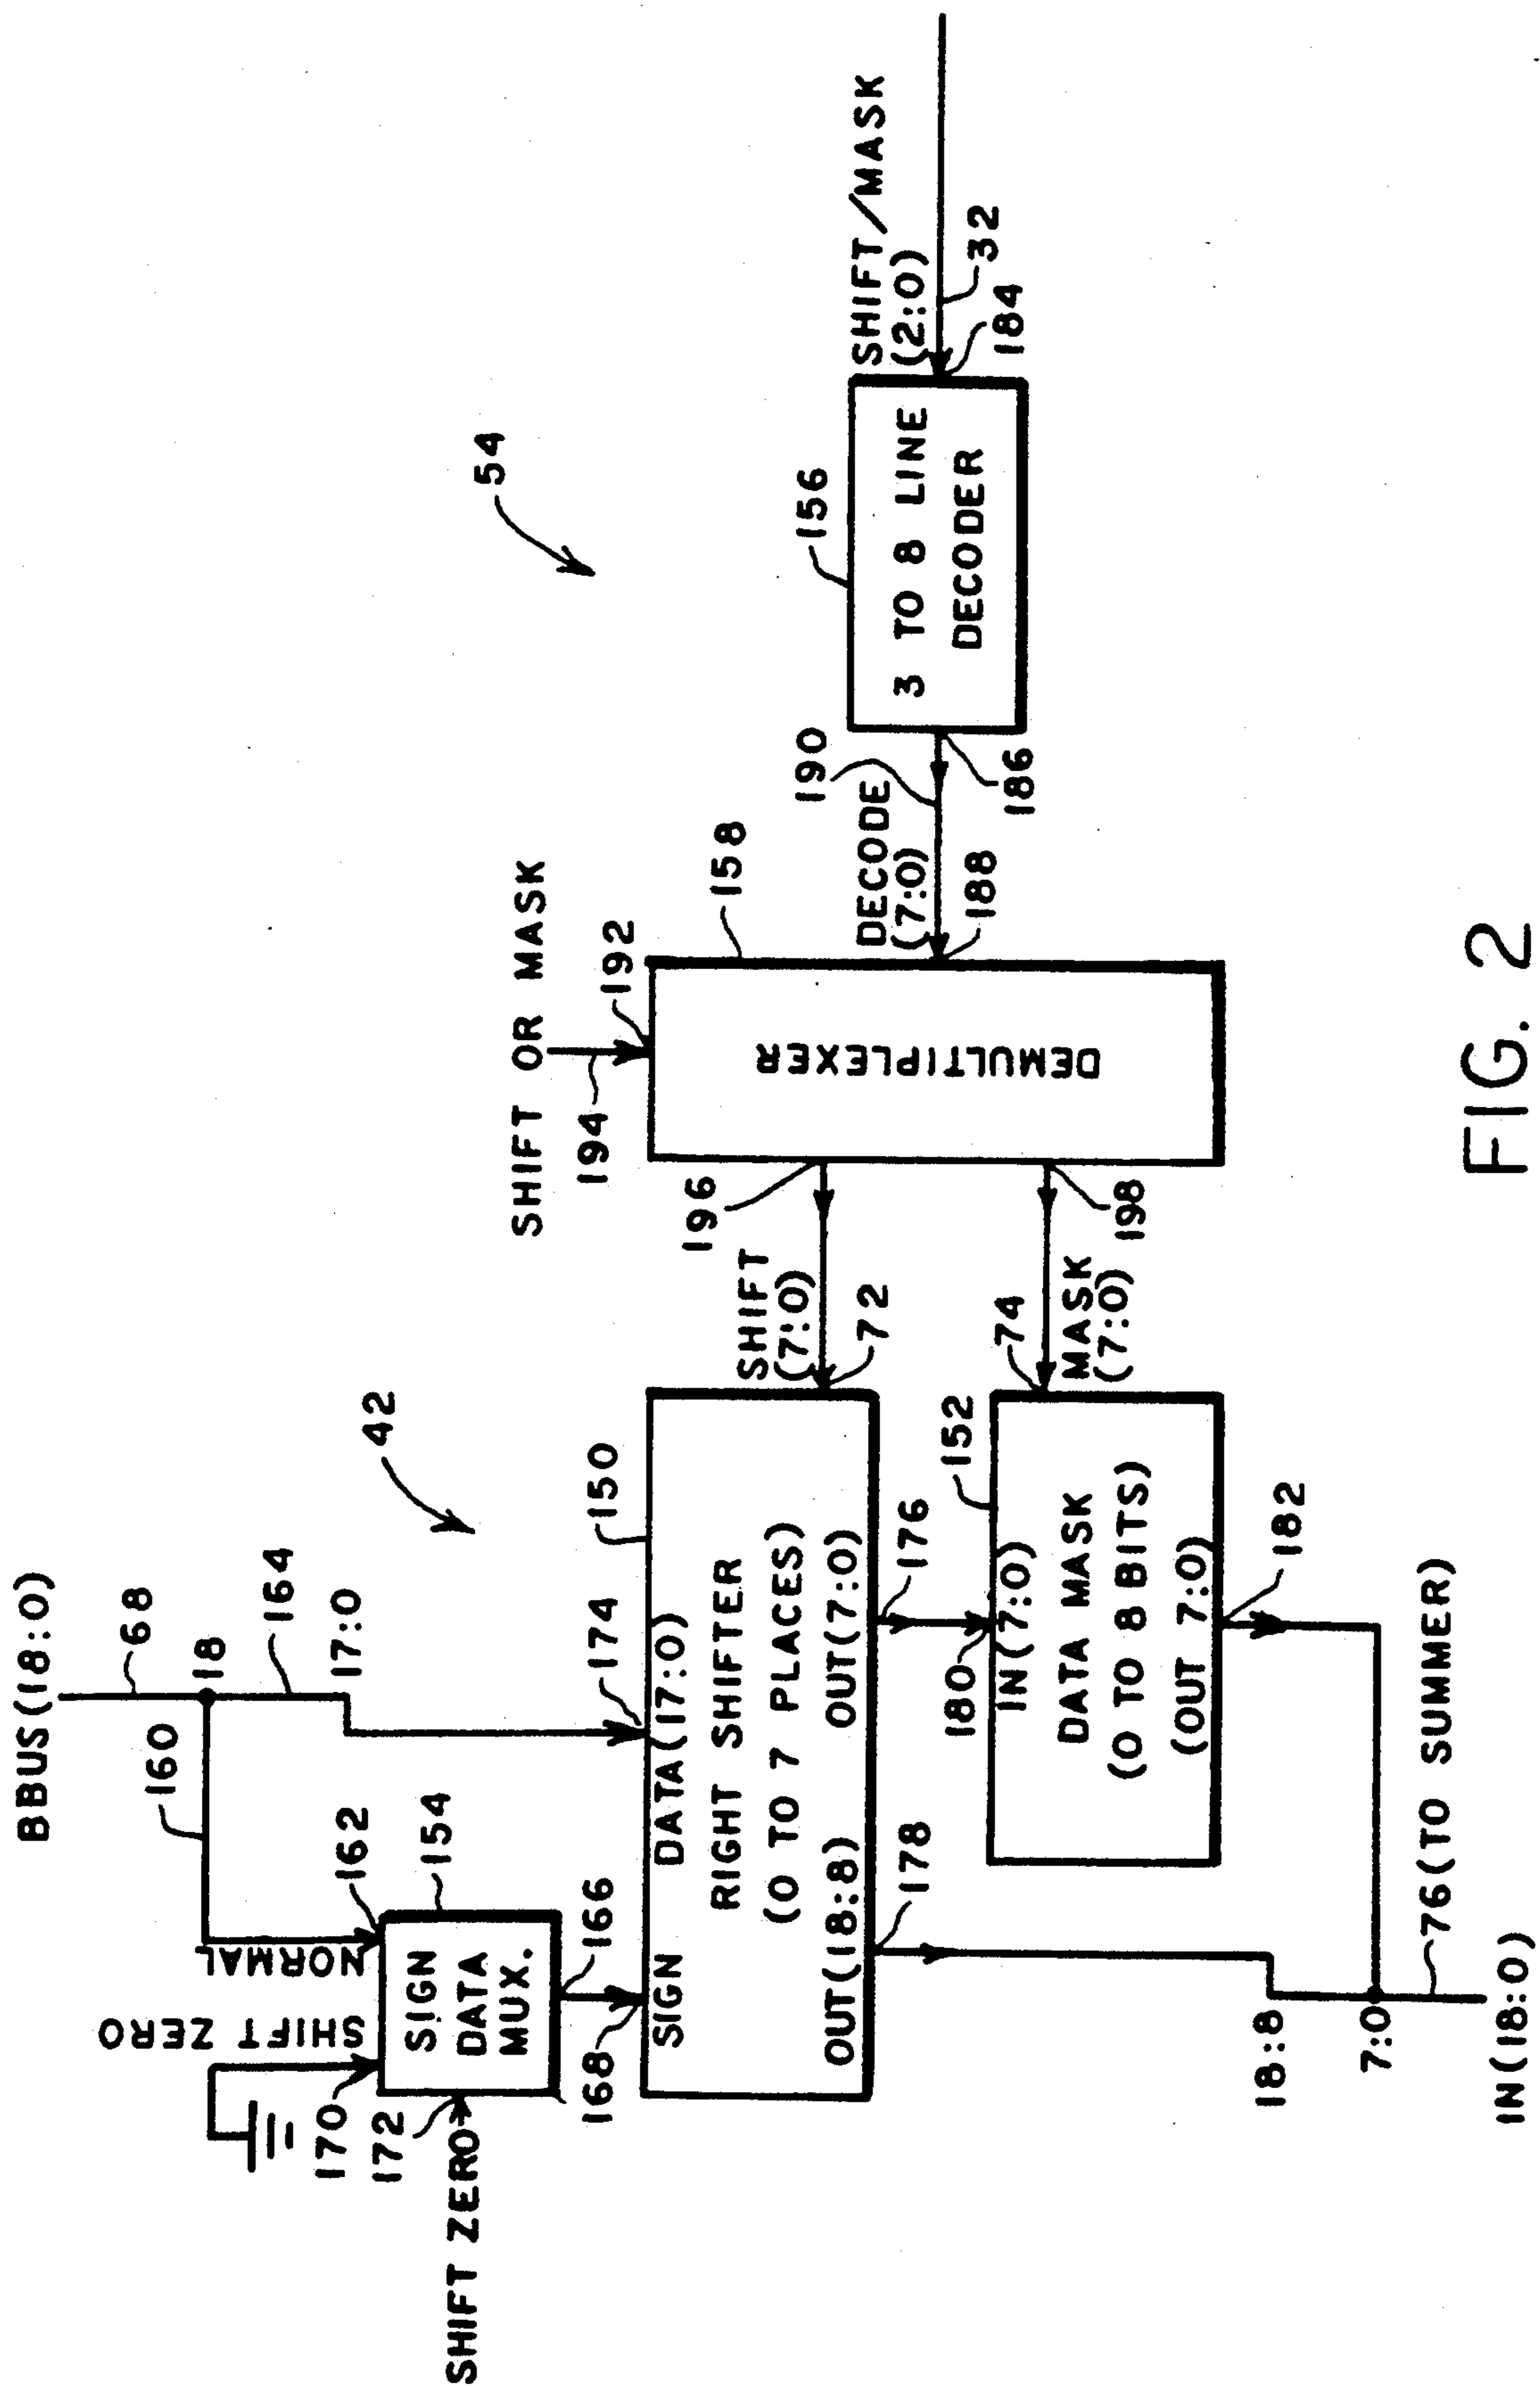 BBUS(18:0)
68
18
160
164
17:0
42
54
SHIFT ZERO
NORMAL
162
154
170
172
SHIFT ZERO
SIGN
DATA
MUX.
166
168
174
150
SIGN DATA(17:0)
RIGHT SHIFTER
(0 TO 7 PLACES)
OUT(18:8) OUT(7:0)
SHIFT
(7:0)
72
196
SHIFT OR MASK
194
192
158
DEMULTIPLEXER
190
DECODE
(7:0)
188
186
156
3 TO 8 LINE
DECODER
SHIFT/MASK
(2:0)
32
184
178
176
180
152
74
MASK
(7:0)
198
IN(7:0)
DATA MASK
(0 TO 8 BITS)
(OUT 7:0)
182
18:8
7:0
76(TO SUMMER)
IN(18:0)
FIG. 2